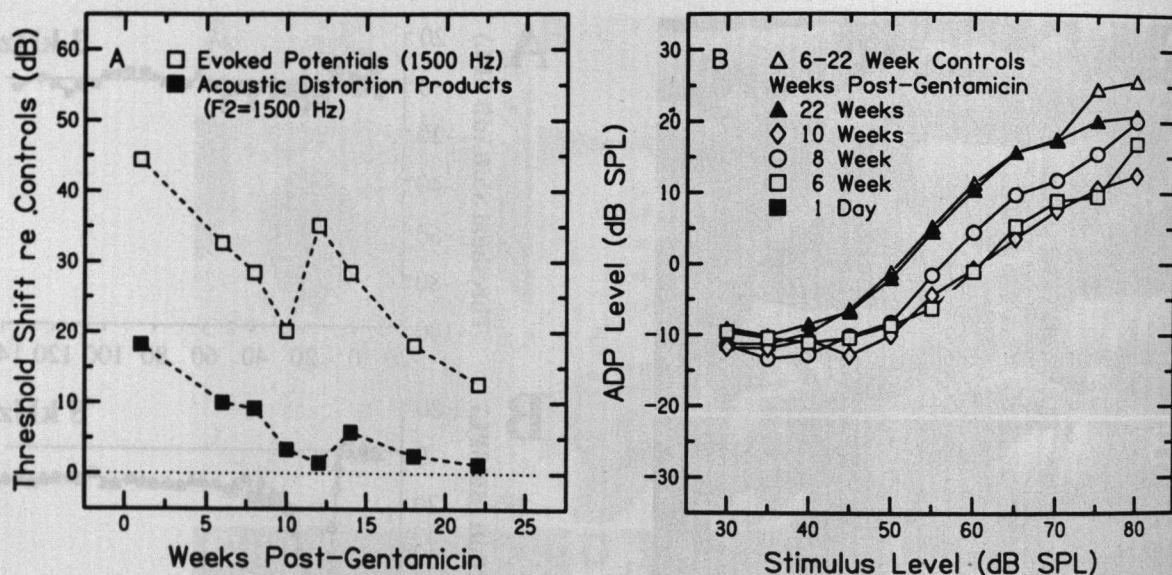 A
Evoked Potentials (1500 Hz)
Acoustic Distortion Products
(F2=1500 Hz)
Threshold Shift re Controls (dB)
60
50
40
30
20
10
0
0 5 10 15 20 25
Weeks Post-Gentamicin
B
6-22 Week Controls
Weeks Post-Gentamicin
22 Weeks
10 Weeks
8 Week
6 Week
1 Day
ADP Level (dB SPL)
30
20
10
0
-10
-20
-30
30 40 50 60 70 80
Stimulus Level (dB SPL)